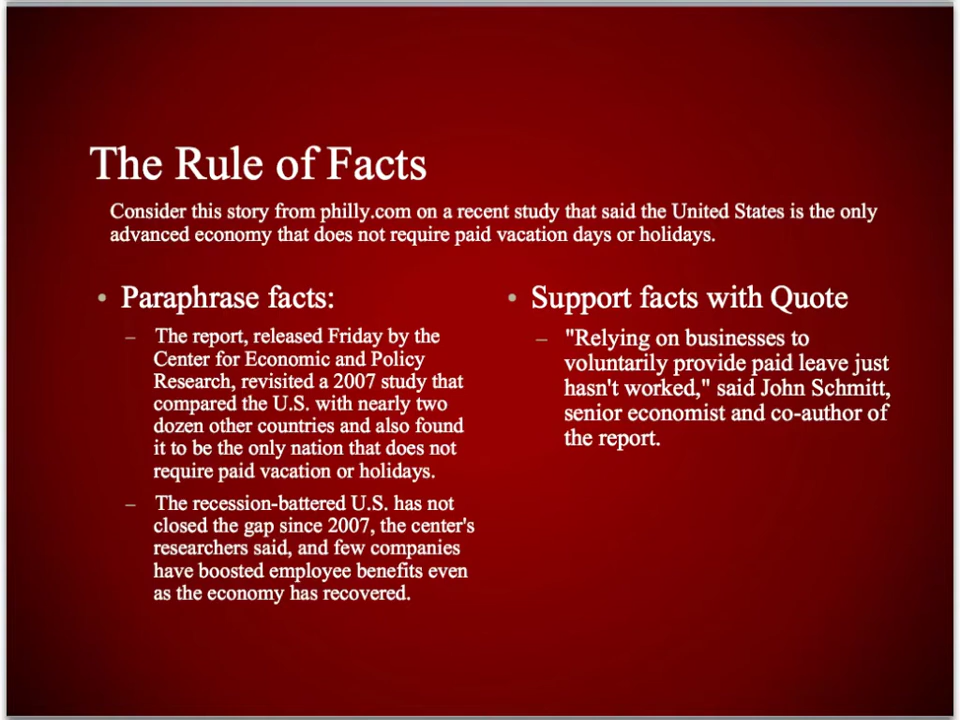 The Rule of Facts
Consider this story from philly.com on a recent study that said the United States is the only
advanced economy that does not require paid vacation days or holidays.
• Paraphrase facts:
– The report, released Friday by the
Center for Economic and Policy
Research, revisited a 2007 study that
compared the U.S. with nearly two
dozen other countries and also found
it to be the only nation that does not
require paid vacation or holidays.
– The recession-battered U.S. has not
closed the gap since 2007, the center's
researchers said, and few companies
have boosted employee benefits even
as the economy has recovered.
• Support facts with Quote
– "Relying on businesses to
voluntarily provide paid leave just
hasn't worked," said John Schmitt,
senior economist and co-author of
the report.